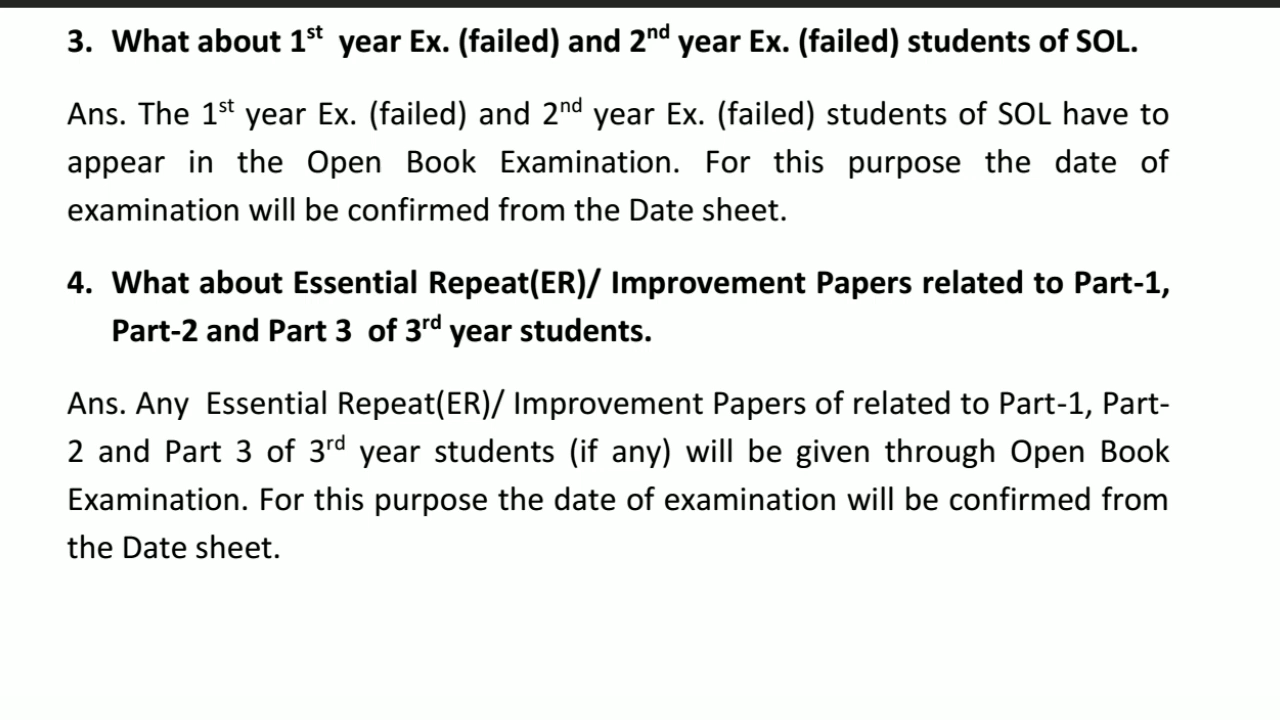 3. What about 1st year Ex. (failed) and 2nd year Ex. (failed) students of SOL.
Ans. The 1st year Ex. (failed) and 2nd year Ex. (failed) students of SOL have to
appear in the Open Book Examination. For this purpose the date of
examination will be confirmed from the Date sheet.
4. What about Essential Repeat(ER)/ Improvement Papers related to Part-1,
Part-2 and Part 3 of 3rd year students.
Ans. Any Essential Repeat(ER)/ Improvement Papers of related to Part-1, Part-
2 and Part 3 of 3rd year students (if any) will be given through Open Book
Examination. For this purpose the date of examination will be confirmed from
the Date sheet.